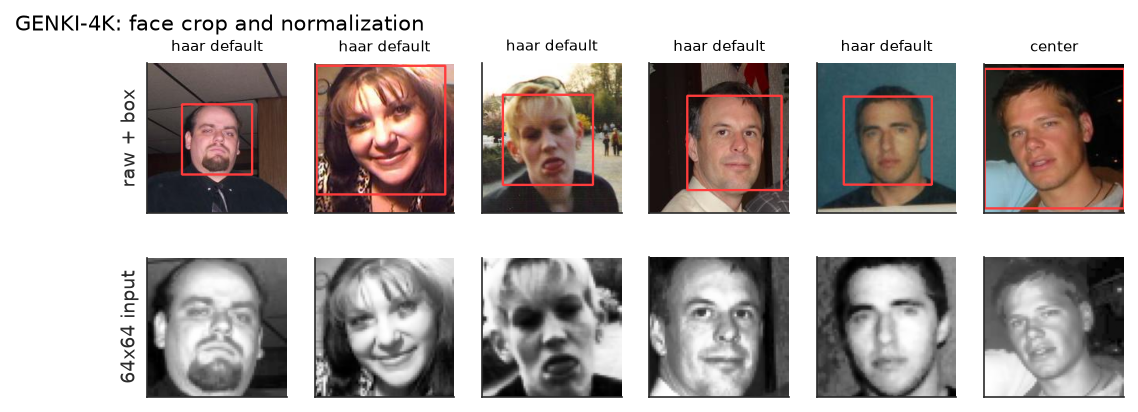 GENKI-4K: face crop and normalization
haar default
haar default
haar default
haar default
haar default
center
raw + box
64x64 input